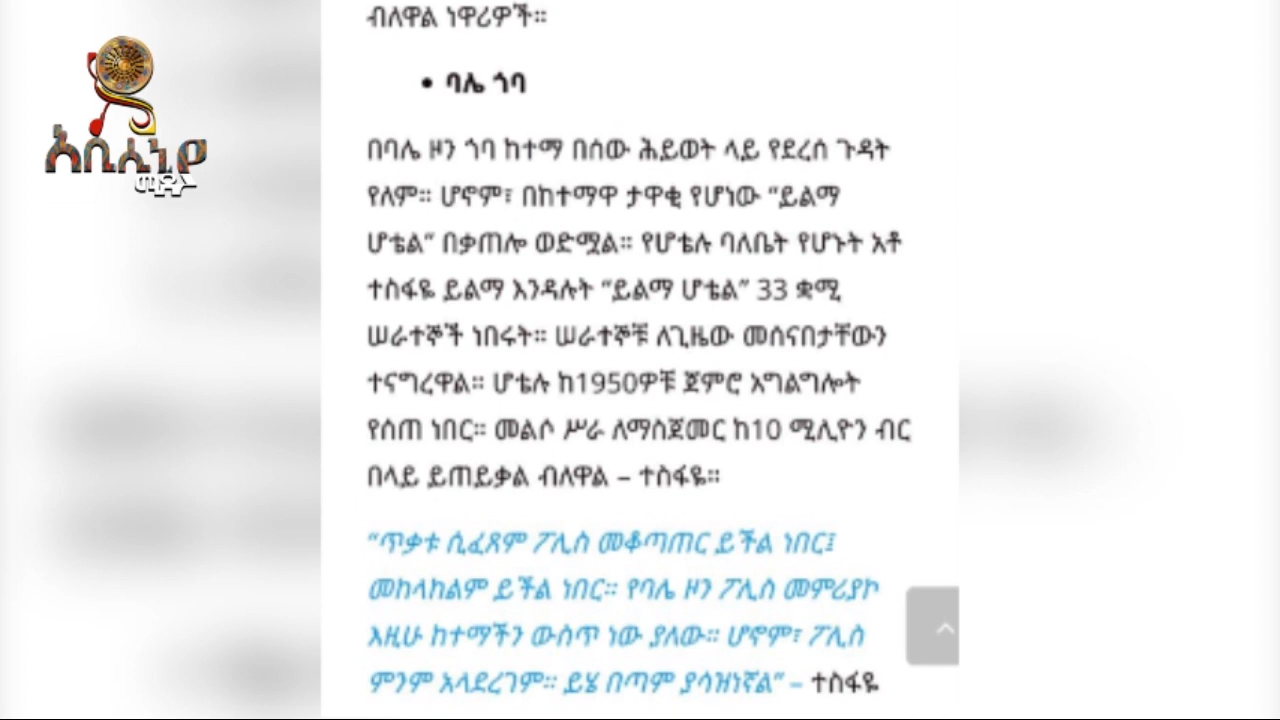 አቢሲኒያ
ሚዲያ
ብለዋል ነዋሪዎች።
• ባሌ ጎባ
በባሌ ዞን ጎባ ከተማ በሰው ሕይወት ላይ የደረሰ ጉዳት
የለም። ሆኖም፣ በከተማዋ ታዋቂ የሆነው “ይልማ
ሆቴል” በቃጠሎ ወድሟል። የሆቴሉ ባለቤት የሆኑት አቶ
ተስፋዬ ይልማ እንዳሉት “ይልማ ሆቴል” 33 ቋሚ
ሠራተኞች ነበሩት። ሠራተኞቹ ለጊዜው መሰናበታቸውን
ተናግረዋል። ሆቴሉ ከ1950ዎቹ ጀምሮ አግልግሎት
የሰጠ ነበር። መልሶ ሥራ ለማስጀመር ከ10 ሚሊዮን ብር
በላይ ይጠይቃል ብለዋል – ተስፋዬ።
“ጥቃቱ ሲፈጸም ፖሊስ መቆጣጠር ይችል ነበር፤
መከላከልም ይችል ነበር። የባሌ ዞን ፖሊስ መምሪያኮ
እዚሁ ከተማችን ውስጥ ነው ያለው። ሆኖም፣ ፖሊስ
ምንም አላደረገም። ይሄ በጣም ያሳዝነኛል” – ተስፋዬ